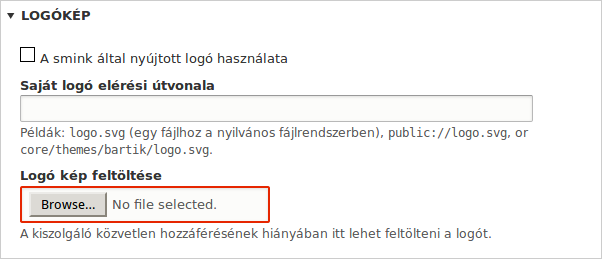 LOGÓKÉP
A smink által nyújtott logó használata
Saját logó elérési útvonala
Példák: logo.svg (egy fájlhoz a nyilvános fájlrendszerben), public://logo.svg, or
core/themes/bartik/logo.svg.
Logó kép feltöltése
Browse... No file selected.
A kiszolgáló közvetlen hozzáférésének hiányában itt lehet feltölteni a logót.